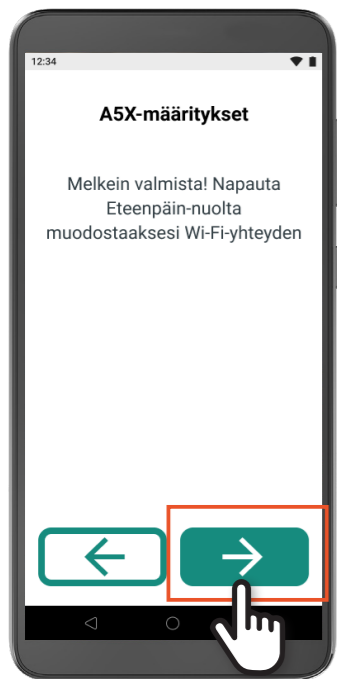 12:34
A5X-määritykset
Melkein valmista! Napauta
Eteenpäin-nuolta
muodostaaksesi Wi-Fi-yhteyden